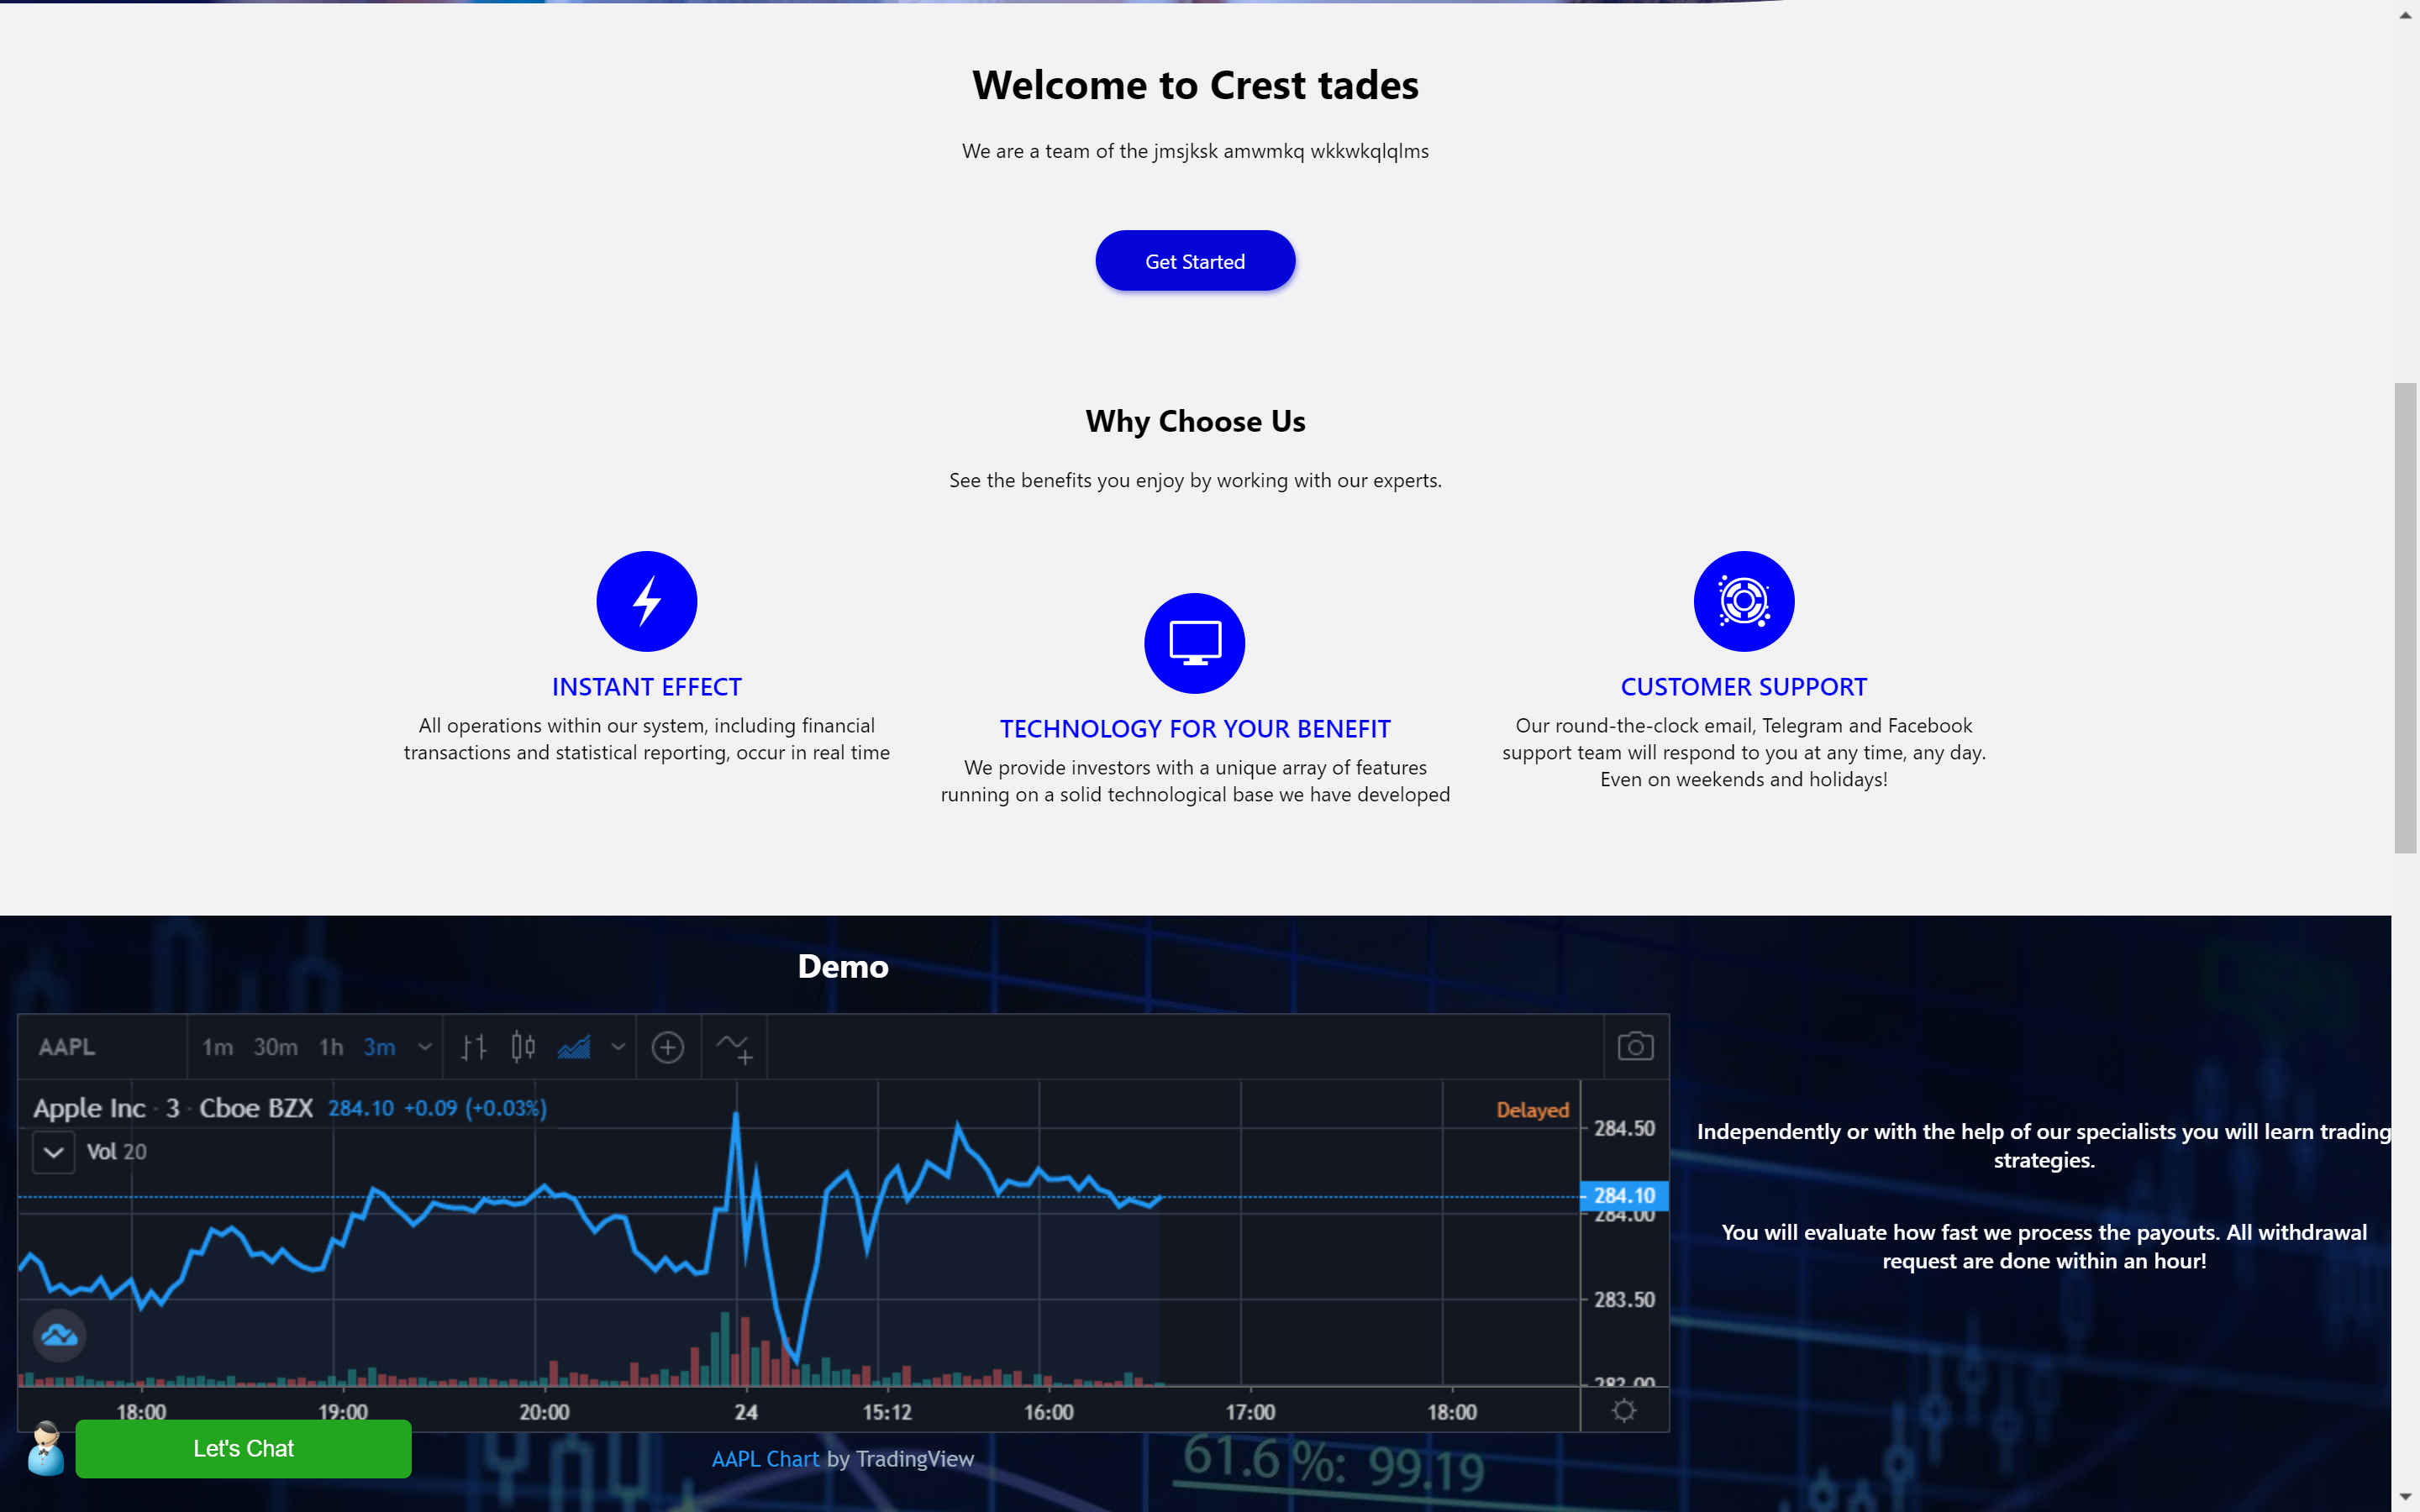 Welcome to Crest tades
We are a team of the jmsjksk amwmkq wkkwkqlqlms
Get Started
Why Choose Us
See the benefits you enjoy by working with our experts.
INSTANT EFFECT
All operations within our system, including financial
transactions and statistical reporting, occur in real time
TECHNOLOGY FOR YOUR BENEFIT
We provide investors with a unique array of features
running on a solid technological base we have developed
CUSTOMER SUPPORT
Our round-the-clock email, Telegram and Facebook
support team will respond to you at any time, any day.
Even on weekends and holidays!
Demo
AAPL 1m 30m 1h 3m
Apple Inc · 3 · Cboe BZX 284.10 +0.09 (+0.03%)
Delayed
Vol 20
284.50
284.10
284.00
283.50
283.00
18:00 19:00 20:00 24 15:12 16:00 17:00 18:00
AAPL Chart by TradingView
Independently or with the help of our specialists you will learn trading
strategies.
You will evaluate how fast we process the payouts. All withdrawal
request are done within an hour!
Let's Chat
61.6%: 99.19